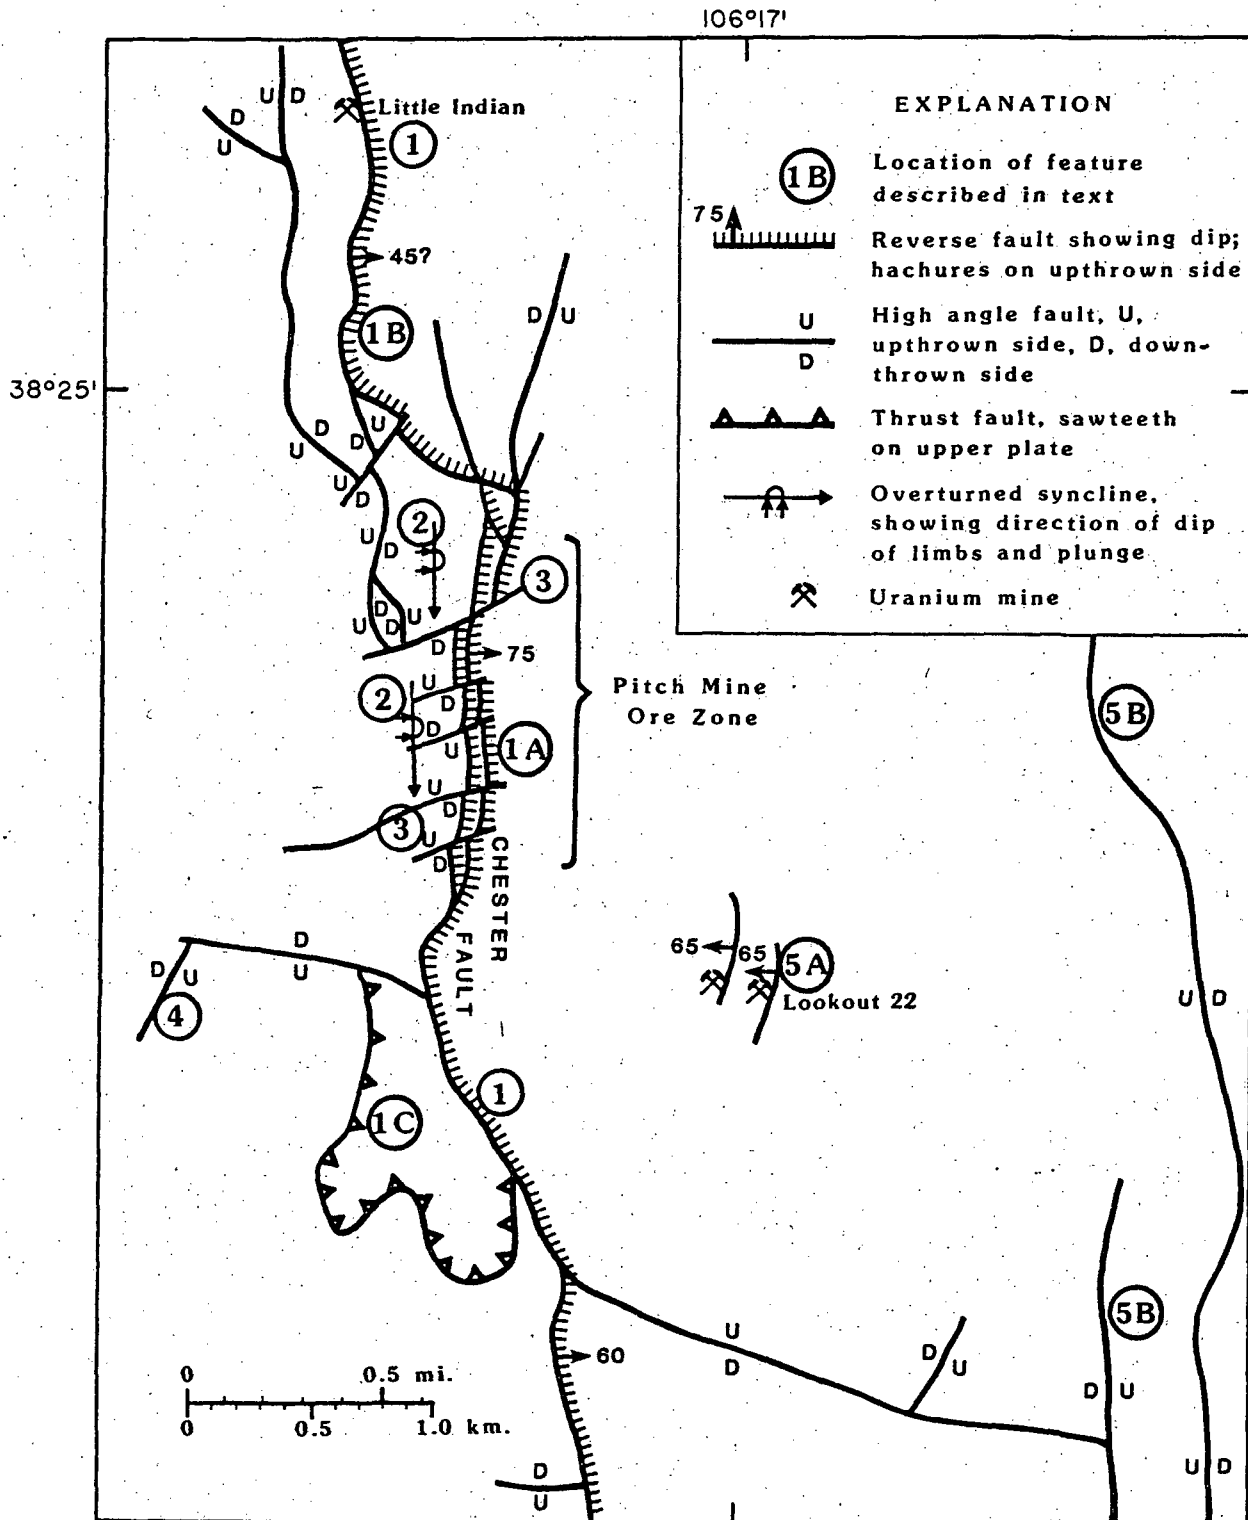 106°17'
EXPLANATION
1B
Location of feature
described in text
75
Reverse fault showing dip;
hachures on upthrown side
U
D
High angle fault, U,
upthrown side, D, down-
thrown side
Thrust fault, sawteeth
on upper plate
Overturned syncline,
showing direction of dip
of limbs and plunge
Uranium mine
U D
D
U
Little Indian
1
45?
1B
D U
38°25'
U
D
D
U
U
D
2
U
D
3
D
U
U
D
D
75
U
D
2
D
U
1A
Pitch Mine
Ore Zone
5B
U
D
3
U
D
CHESTER
FAULT
D
U
D U
4
65
65
5A
Lookout 22
U D
1
1C
5B
U
D
D
U
60
D U
0 0.5 mi.
0 0.5 1.0 km.
D
U
U D